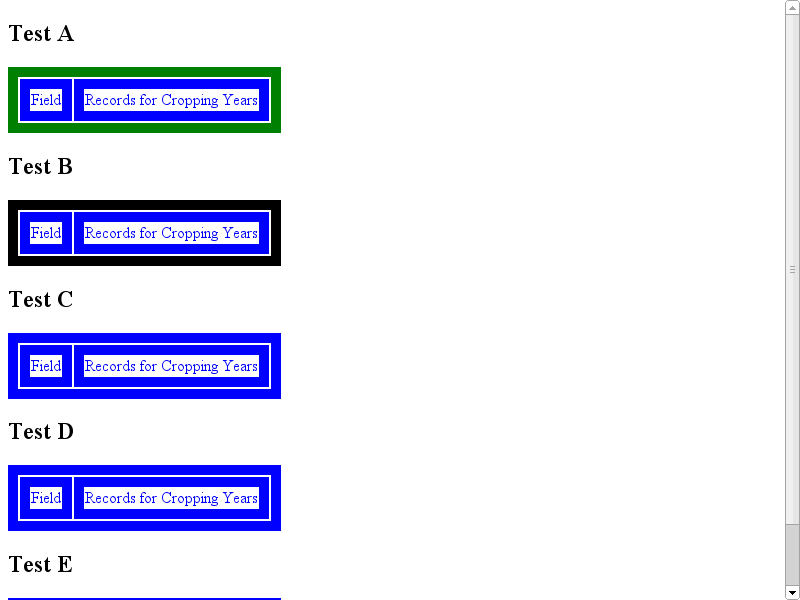 Test A
Field Records for Cropping Years
Test B
Field Records for Cropping Years
Test C
Field Records for Cropping Years
Test D
Field Records for Cropping Years
Test E